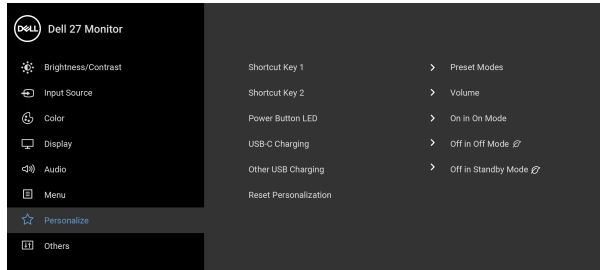 DELL Dell 27 Monitor
Brightness/Contrast Shortcut Key 1 Preset Modes
Input Source Shortcut Key 2 Volume
Color Power Button LED On in On Mode
Display USB-C Charging Off in Off Mode
Audio Other USB Charging Off in Standby Mode
Menu Reset Personalization
Personalize
Others